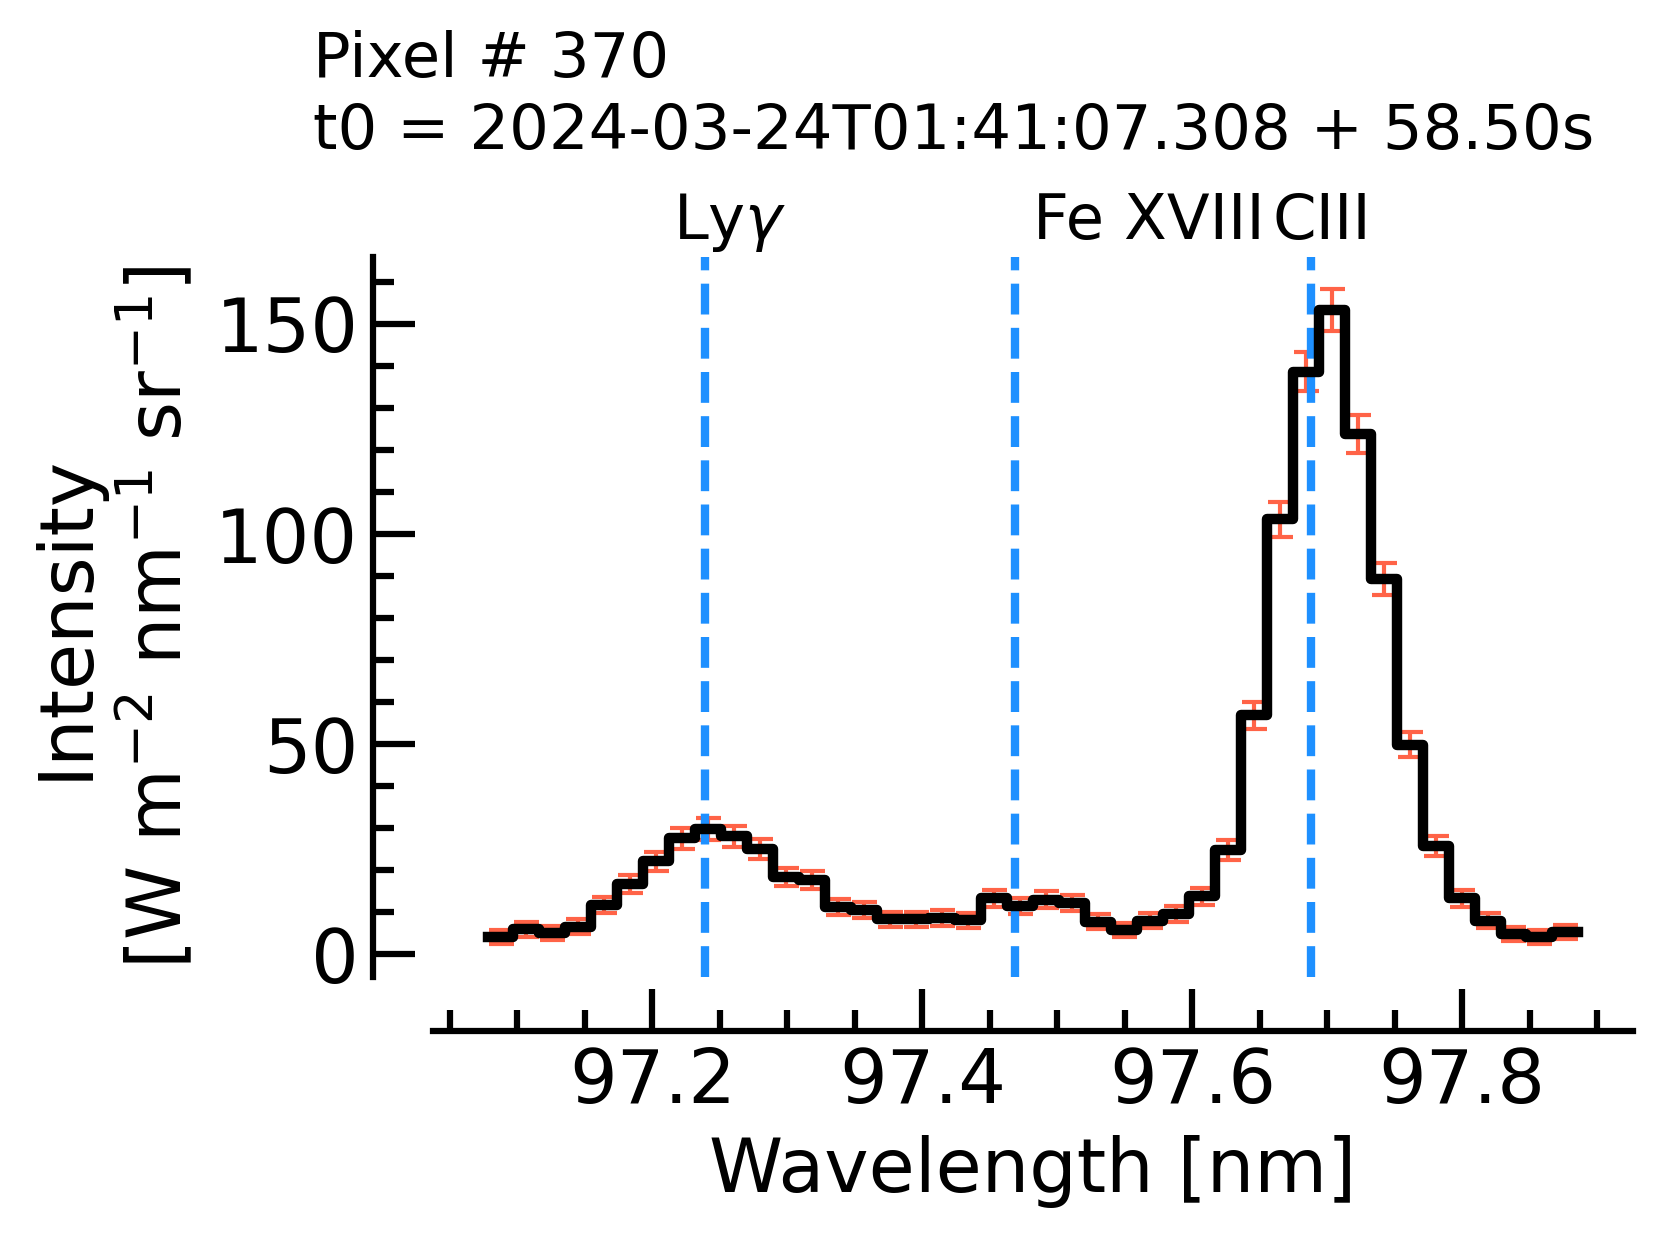 Pixel # 370
t0 = 2024-03-24T01:41:07.308 + 58.50s
Lyγ Fe XVIII CIII
Intensity
[W m⁻² nm⁻¹ sr⁻¹]
150
100
50
0
97.2 97.4 97.6 97.8
Wavelength [nm]